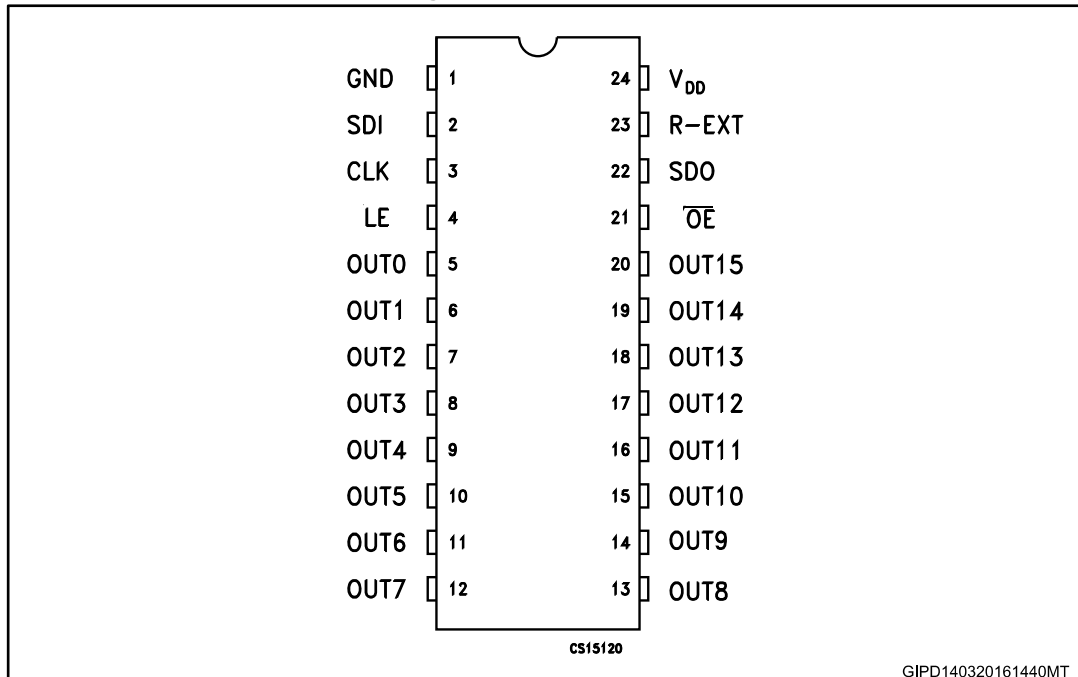 GND 1 24 VDD
SDI 2 23 R-EXT
CLK 3 22 SDO
LE 4 21 O̅E̅
OUT0 5 20 OUT15
OUT1 6 19 OUT14
OUT2 7 18 OUT13
OUT3 8 17 OUT12
OUT4 9 16 OUT11
OUT5 10 15 OUT10
OUT6 11 14 OUT9
OUT7 12 13 OUT8
CS15120
GIPD140320161440MT